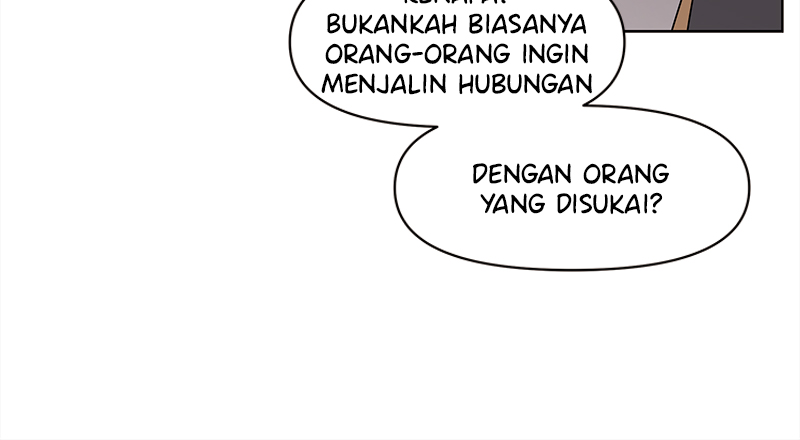 BUKANKAH BIASANYA
ORANG-ORANG INGIN
MENJALIN HUBUNGAN
DENGAN ORANG
YANG DISUKAI?